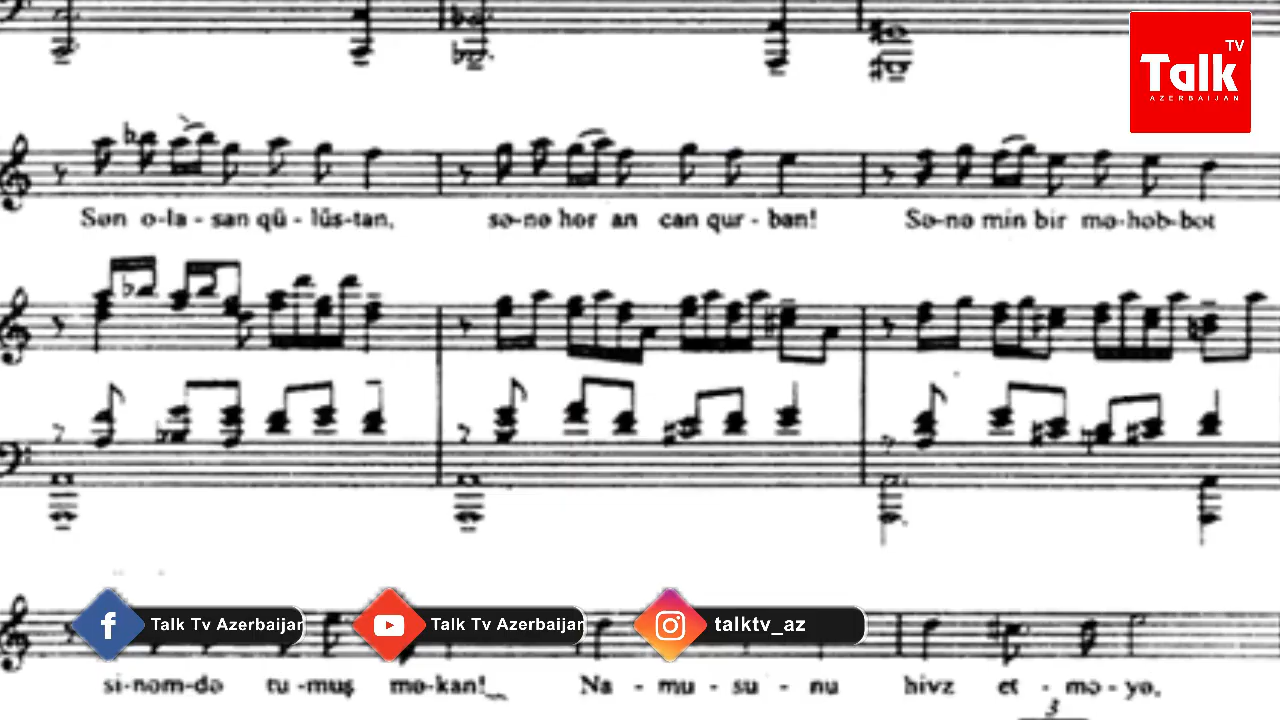 Talk TV
AZERBAIJAN
Sən o-la-san gü-lüs-tan, sə-nə hər an can qur-ban! Sə-nə min bir mə-həb-bət
Talk Tv Azerbaijan Talk Tv Azerbaijan talktv_az
si-nəm-də tu-muş mə-kan! Na-mu-su-nu hivz et-mə-yə,
3